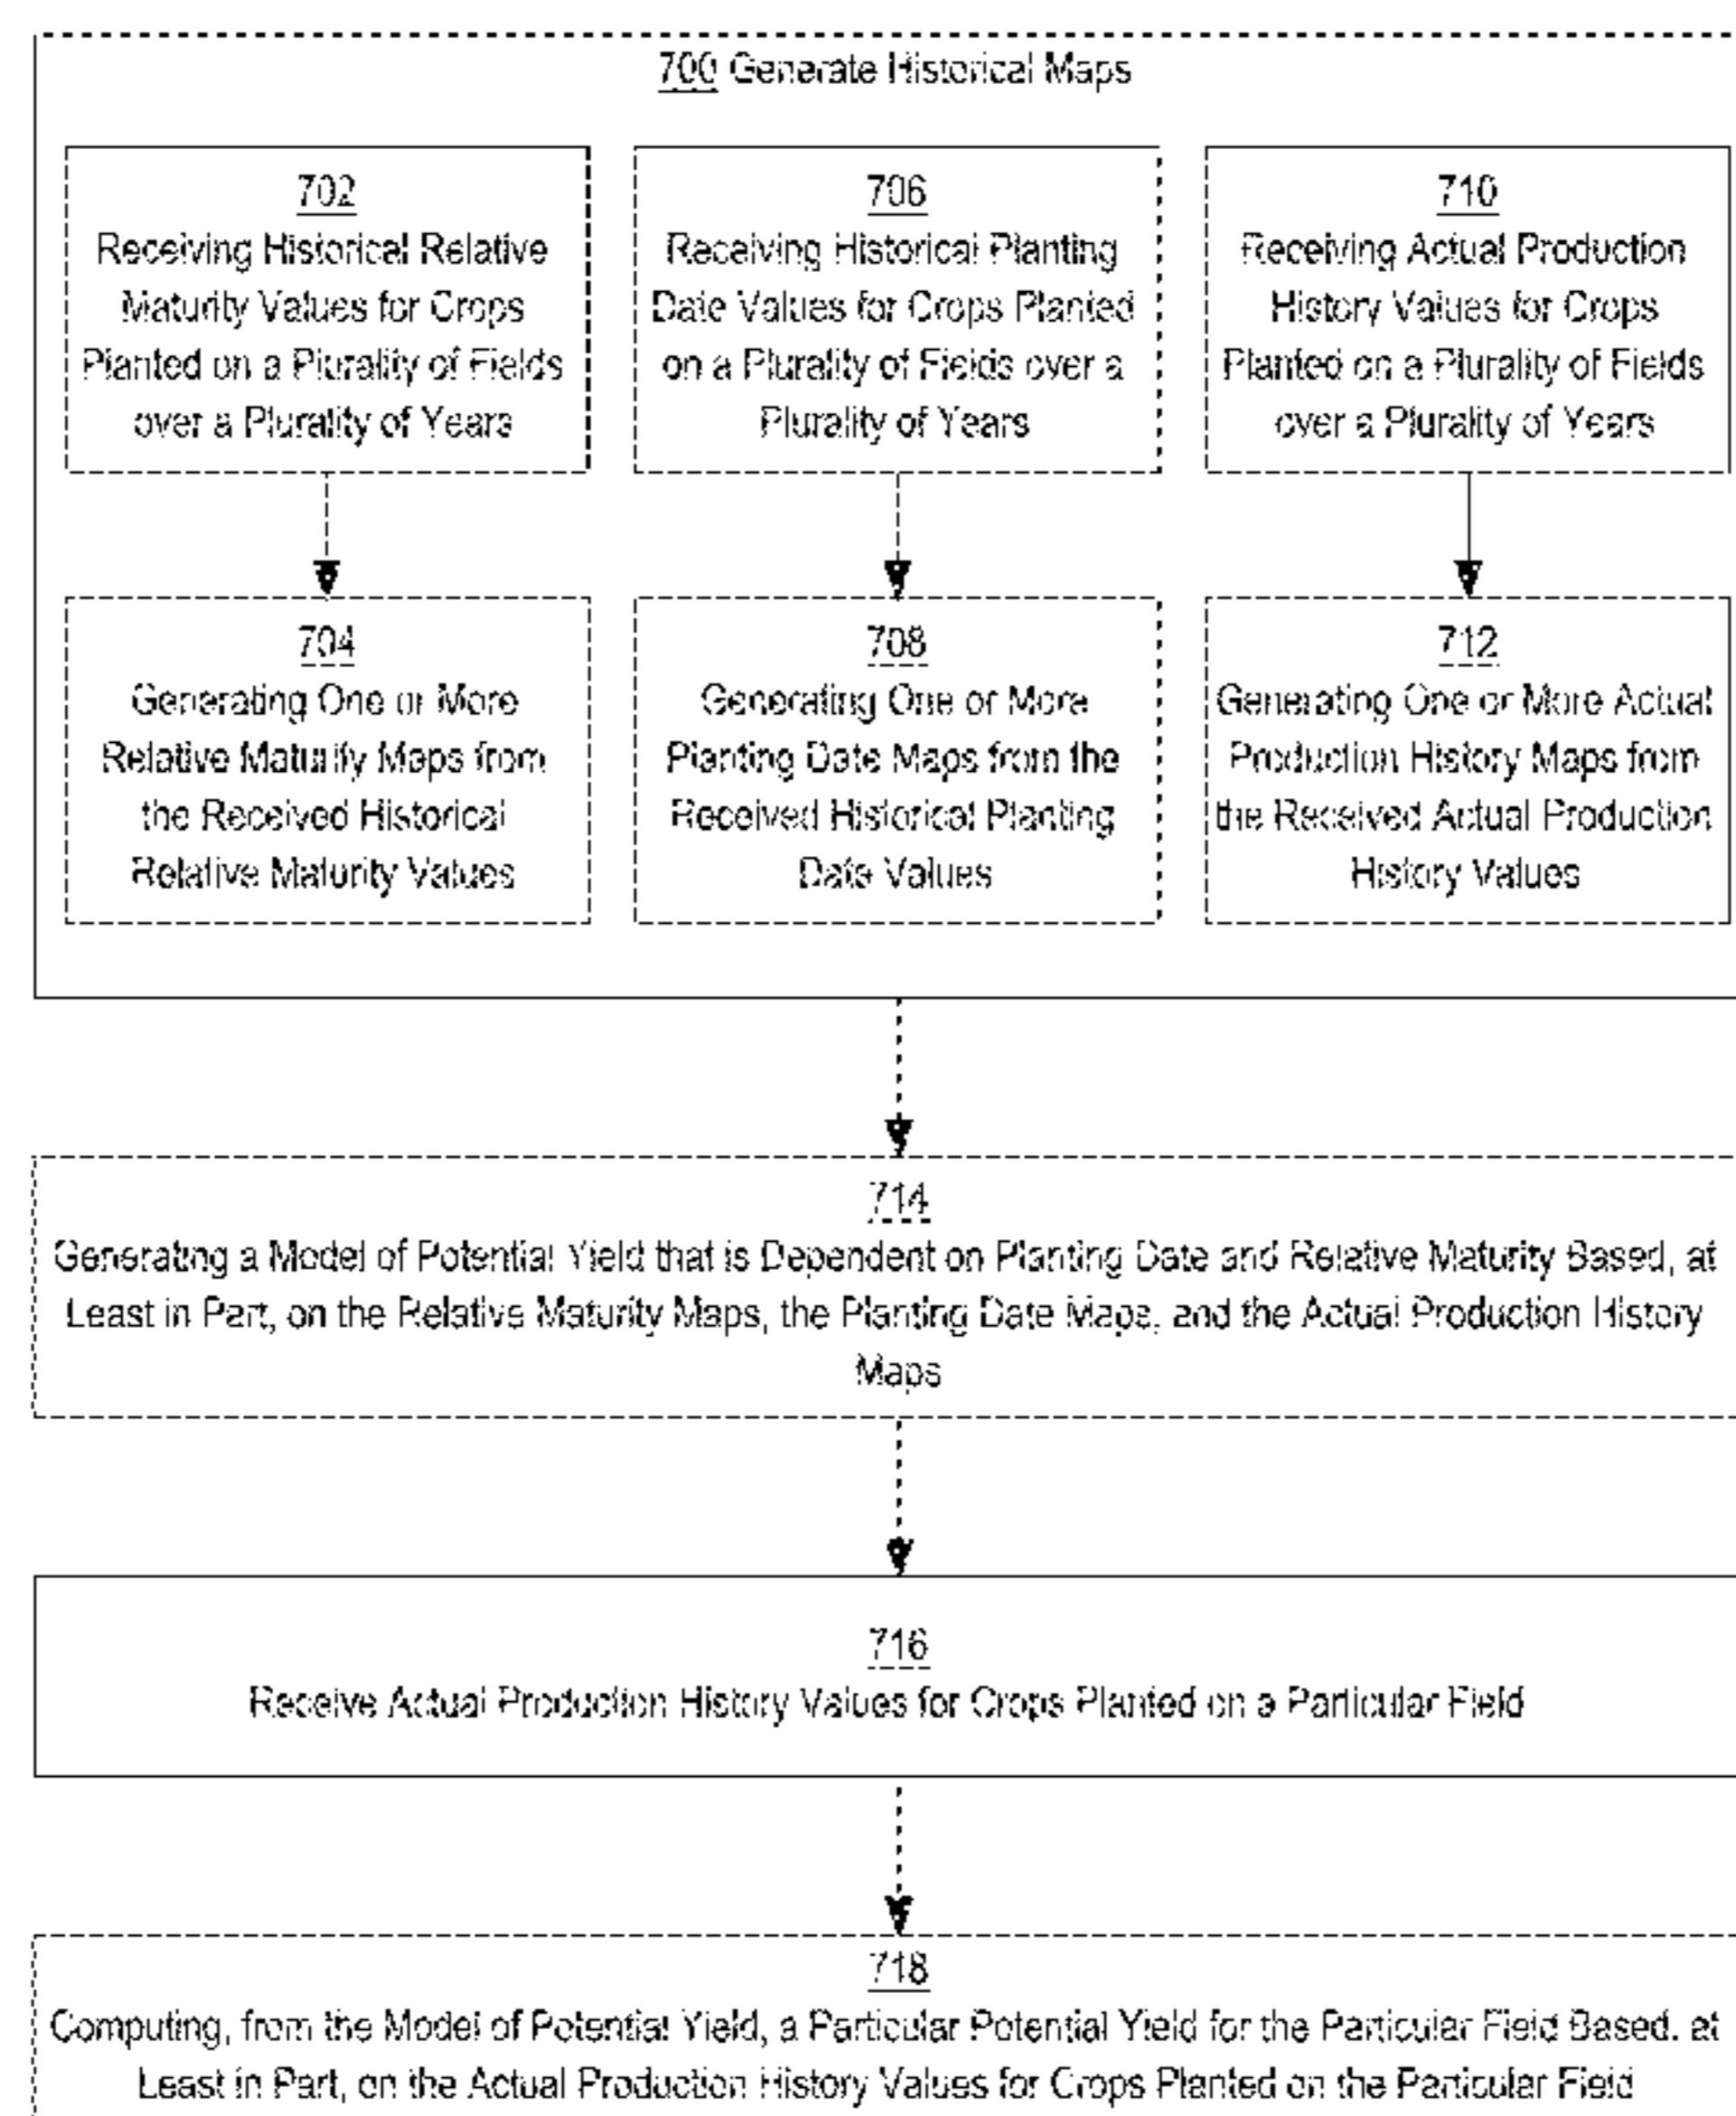 700 Generate Historical Maps
702
Receiving Historical Relative
Maturity Values for Crops
Planted on a Plurality of Fields
over a Plurality of Years
706
Receiving Historical Planting
Date Values for Crops Planted
on a Plurality of Fields over a
Plurality of Years
710
Receiving Actual Production
History Values for Crops
Planted on a Plurality of Fields
over a Plurality of Years
704
Generating One or More
Relative Maturity Maps from
the Received Historical
Relative Maturity Values
708
Generating One or More
Planting Date Maps from the
Received Historical Planting
Date Values
712
Generating One or More Actual
Production History Maps from
the Received Actual Production
History Values
714
Generating a Model of Potential Yield that is Dependent on Planting Date and Relative Maturity Based, at
Least in Part, on the Relative Maturity Maps, the Planting Date Maps, and the Actual Production History
Maps
716
Receive Actual Production History Values for Crops Planted on a Particular Field
718
Computing, from the Model of Potential Yield, a Particular Potential Yield for the Particular Field Based, at
Least in Part, on the Actual Production History Values for Crops Planted on the Particular Field